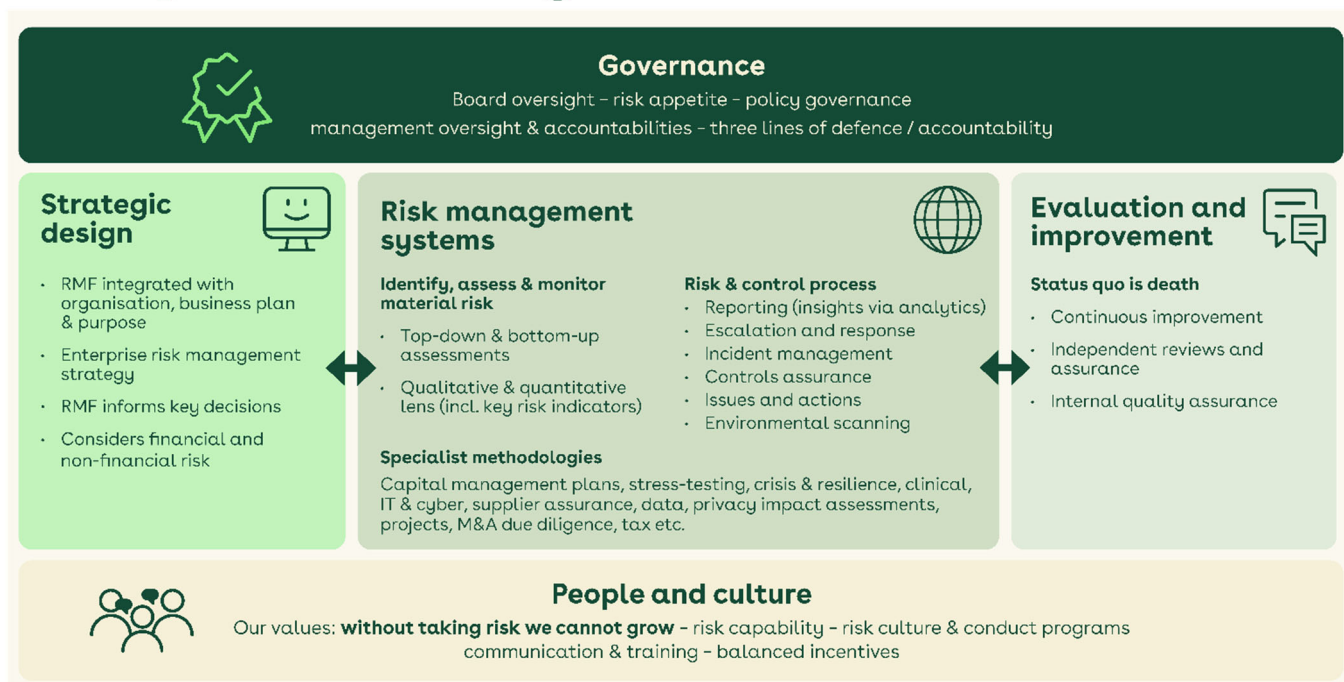 Governance
Board oversight – risk appetite – policy governance
management oversight & accountabilities – three lines of defence / accountability
Strategic
design
• RMF integrated with
organisation, business plan
& purpose
• Enterprise risk management
strategy
• RMF informs key decisions
• Considers financial and
non-financial risk
Risk management
systems
Identify, assess & monitor
material risk
• Top-down & bottom-up
assessments
• Qualitative & quantitative
lens (incl. key risk indicators)
Risk & control process
• Reporting (insights via analytics)
• Escalation and response
• Incident management
• Controls assurance
• Issues and actions
• Environmental scanning
Specialist methodologies
Capital management plans, stress-testing, crisis & resilience, clinical,
IT & cyber, supplier assurance, data, privacy impact assessments,
projects, M&A due diligence, tax etc.
Evaluation and
improvement
Status quo is death
• Continuous improvement
• Independent reviews and
assurance
• Internal quality assurance
People and culture
Our values: without taking risk we cannot grow – risk capability – risk culture & conduct programs
communication & training – balanced incentives